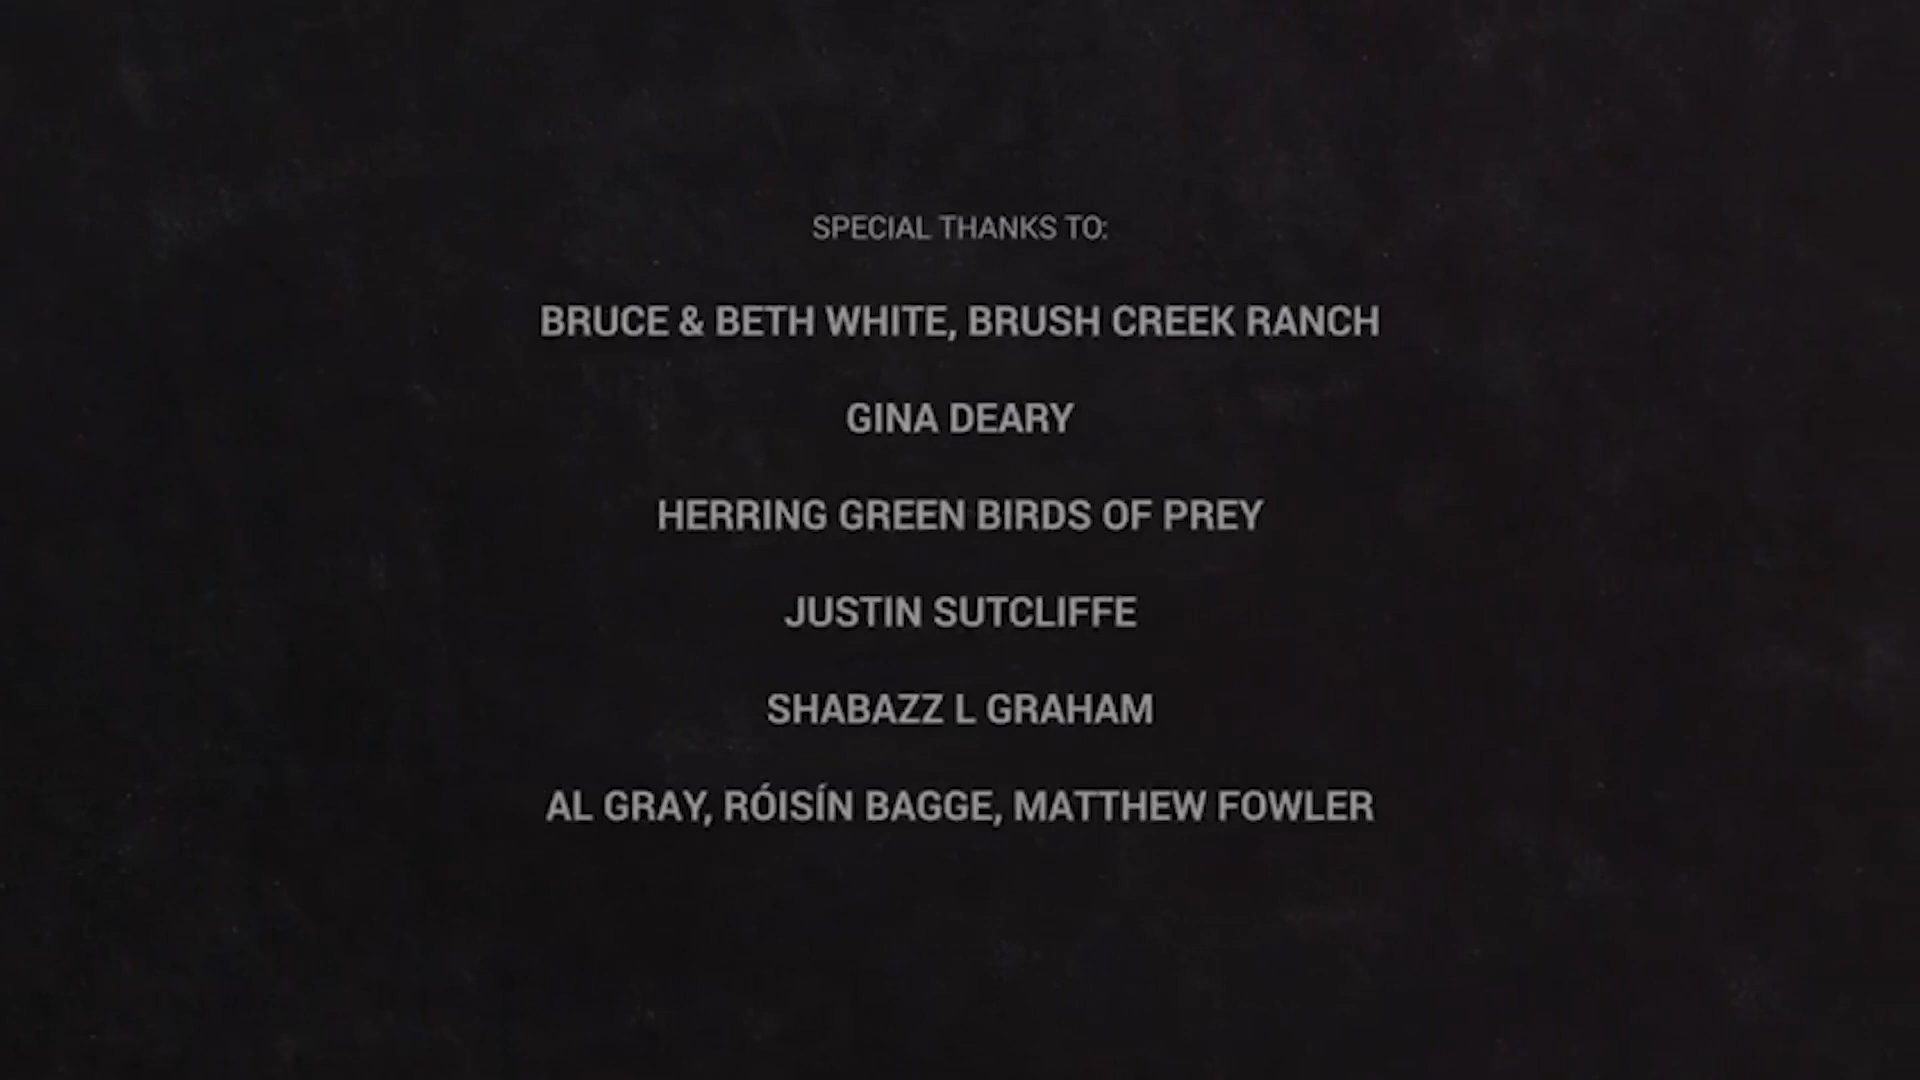 SPECIAL THANKS TO:
BRUCE & BETH WHITE, BRUSH CREEK RANCH
GINA DEARY
HERRING GREEN BIRDS OF PREY
JUSTIN SUTCLIFFE
SHABAZZ L GRAHAM
AL GRAY, RÓISÍN BAGGE, MATTHEW FOWLER